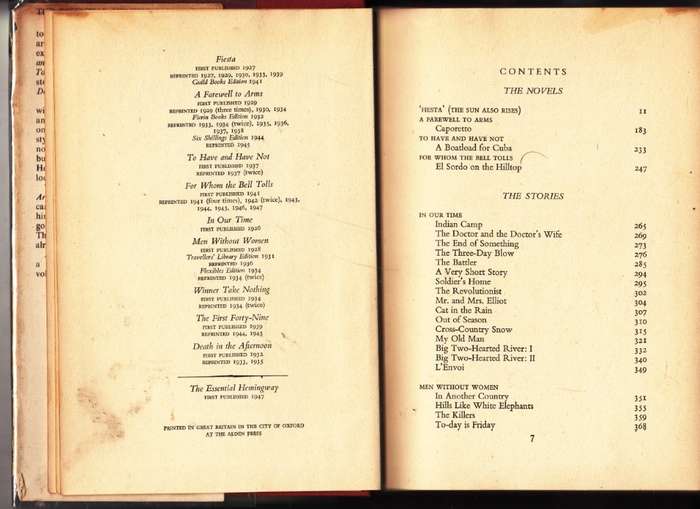 Fiesta
FIRST PUBLISHED 1927
REPRINTED 1927, 1929, 1930, 1933, 1939
Guild Books Edition 1941
A Farewell to Arms
FIRST PUBLISHED 1929
REPRINTED 1929 (three times), 1930, 1934
Florin Books Edition 1932
REPRINTED 1933, 1934 (twice), 1935, 1936,
1937, 1938
Six Shillings Edition 1944
REPRINTED 1945
To Have and Have Not
FIRST PUBLISHED 1937
REPRINTED 1937 (twice)
For Whom the Bell Tolls
FIRST PUBLISHED 1941
REPRINTED 1941 (four times), 1942 (twice), 1943,
1944, 1945, 1946, 1947
In Our Time
FIRST PUBLISHED 1926
Men Without Women
FIRST PUBLISHED 1928
Travellers' Library Edition 1931
REPRINTED 1936
Flexibles Edition 1934
REPRINTED 1934 (twice)
Winner Take Nothing
FIRST PUBLISHED 1934
REPRINTED 1934 (twice)
The First Forty-Nine
FIRST PUBLISHED 1939
REPRINTED 1944, 1945
Death in the Afternoon
FIRST PUBLISHED 1932
REPRINTED 1933, 1935
The Essential Hemingway
FIRST PUBLISHED 1947
PRINTED IN GREAT BRITAIN IN THE CITY OF OXFORD
AT THE ALDEN PRESS
CONTENTS
THE NOVELS
'FIESTA' (THE SUN ALSO RISES) 11
A FAREWELL TO ARMS
Caporetto 183
TO HAVE AND HAVE NOT
A Boatload for Cuba 233
FOR WHOM THE BELL TOLLS
El Sordo on the Hilltop 247
THE STORIES
IN OUR TIME
Indian Camp 265
The Doctor and the Doctor's Wife 269
The End of Something 273
The Three-Day Blow 276
The Battler 285
A Very Short Story 294
Soldier's Home 295
The Revolutionist 302
Mr. and Mrs. Elliot 304
Cat in the Rain 307
Out of Season 310
Cross-Country Snow 315
My Old Man 321
Big Two-Hearted River: I 332
Big Two-Hearted River: II 340
L'Envoi 349
MEN WITHOUT WOMEN
In Another Country 351
Hills Like White Elephants 355
The Killers 359
To-day is Friday 368
7